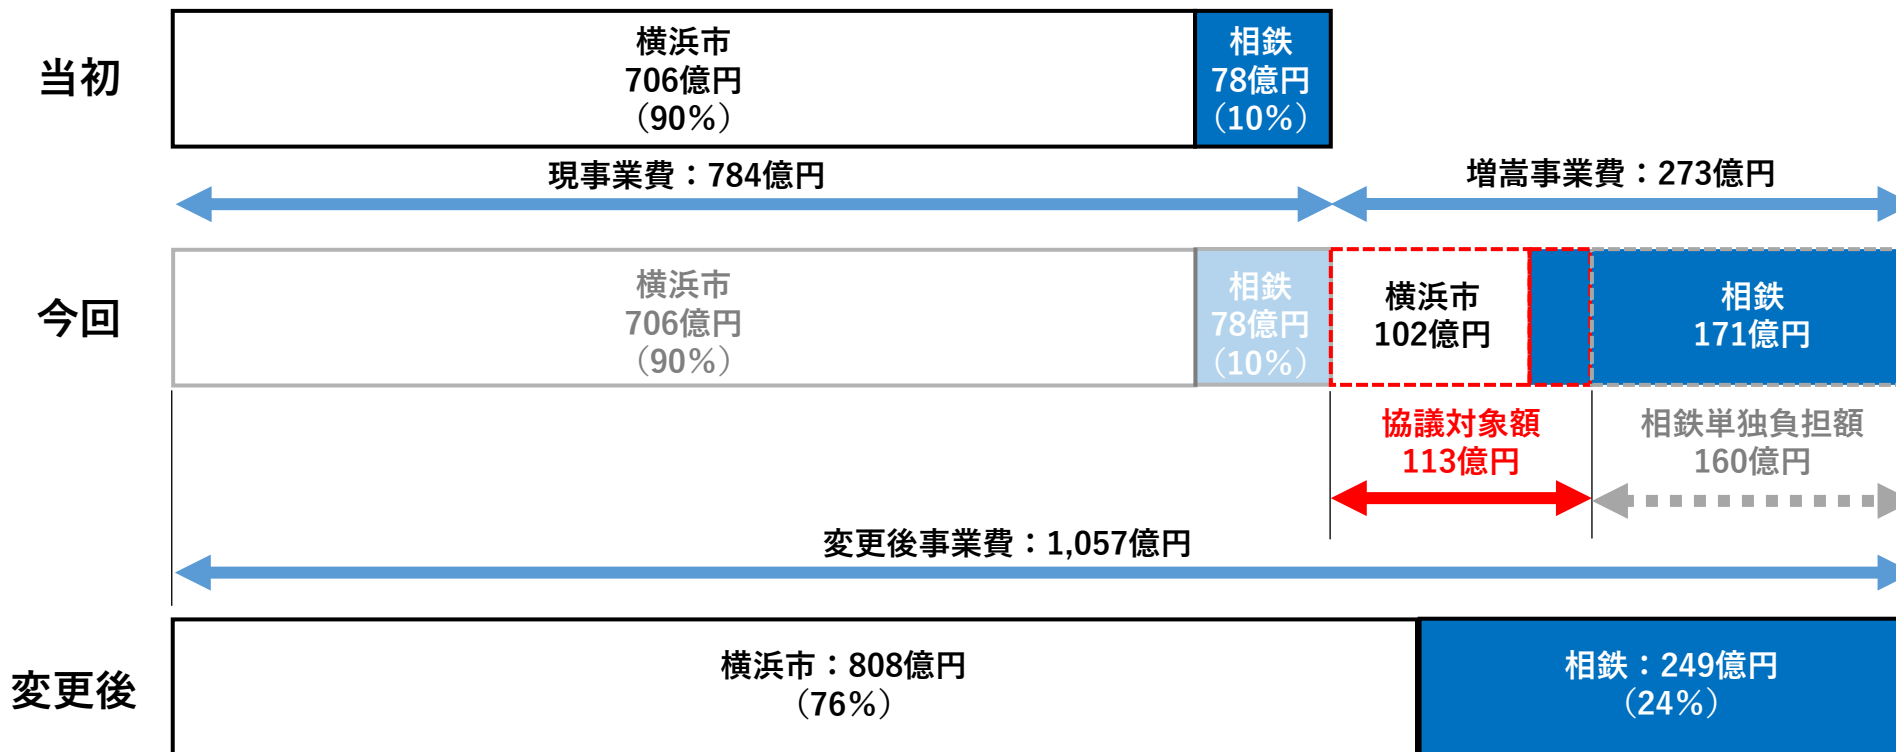 当初
横浜市
706億円
（90%）
相鉄
78億円
（10%）
現事業費：784億円
増嵩事業費：273億円
今回
横浜市
706億円
（90%）
相鉄
78億円
（10%）
横浜市
102億円
相鉄
171億円
協議対象額
113億円
相鉄単独負担額
160億円
変更後事業費：1,057億円
変更後
横浜市：808億円
（76%）
相鉄：249億円
（24%）